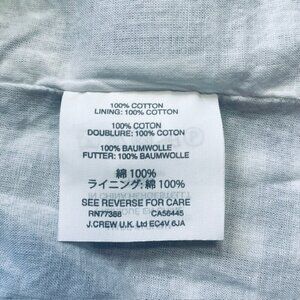 100% COTTON
LINING: 100% COTTON
100% COTON
DOUBLURE: 100% COTON
100% BAUMWOLLE
FUTTER: 100% BAUMWOLLE
綿 100%
ライニング: 綿 100%
SEE REVERSE FOR CARE
RN77388 CA56445
J.CREW U.K. Ltd EC4V 6JA